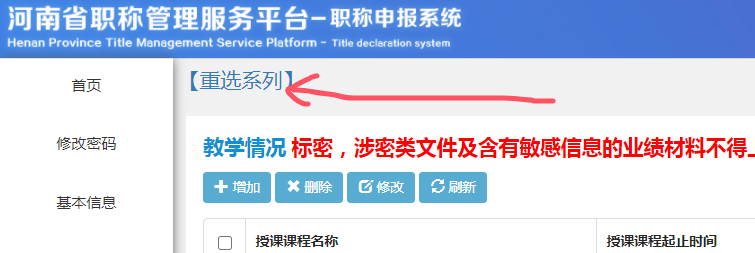 河南省职称管理服务平台-职称申报系统
Henan Province Title Management Service Platform - Title declaration system
首页
【重选系列】
修改密码
教学情况 标密，涉密类文件及含有敏感信息的业绩材料不得
增加 删除 修改 刷新
基本信息
授课课程名称 授课课程起止时间